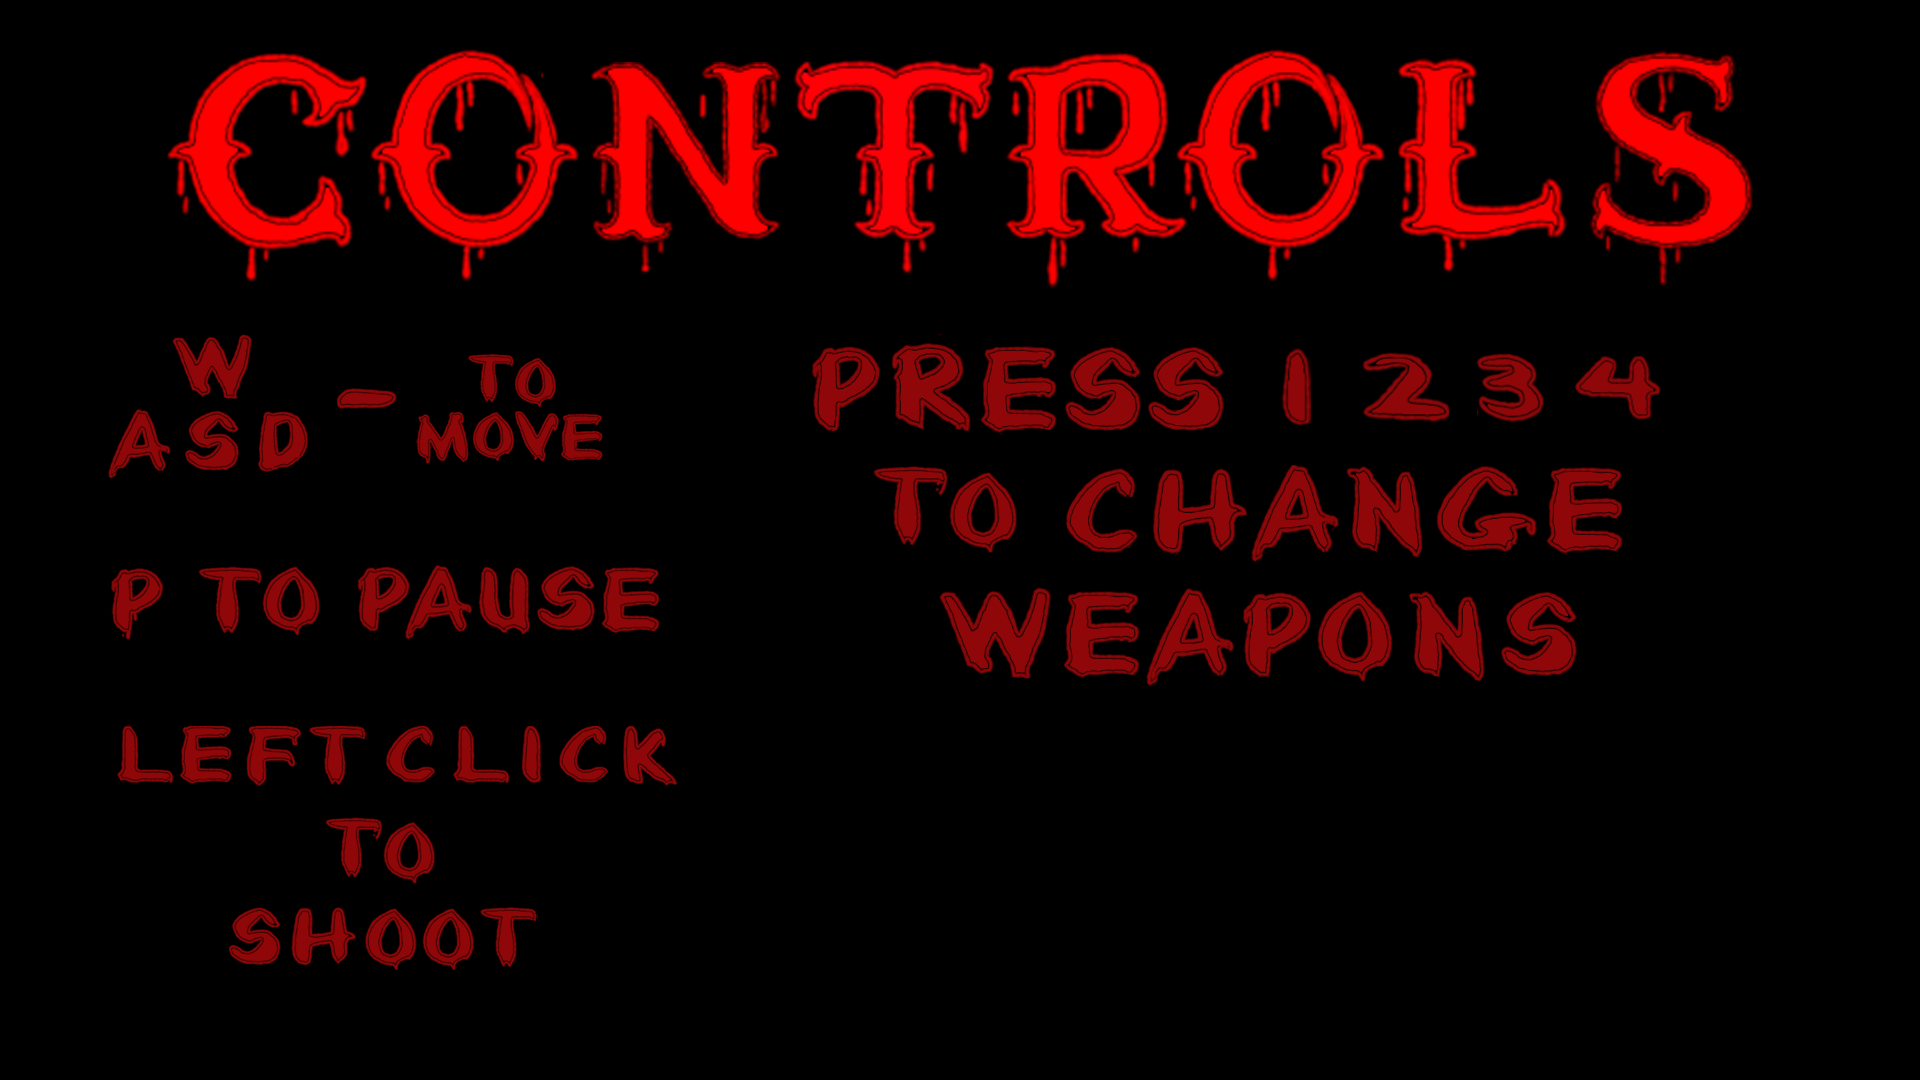 CONTROLS
W
ASD - TO
MOVE
P TO PAUSE
LEFT CLICK
TO
SHOOT
PRESS 1 2 3 4
TO CHANGE
WEAPONS